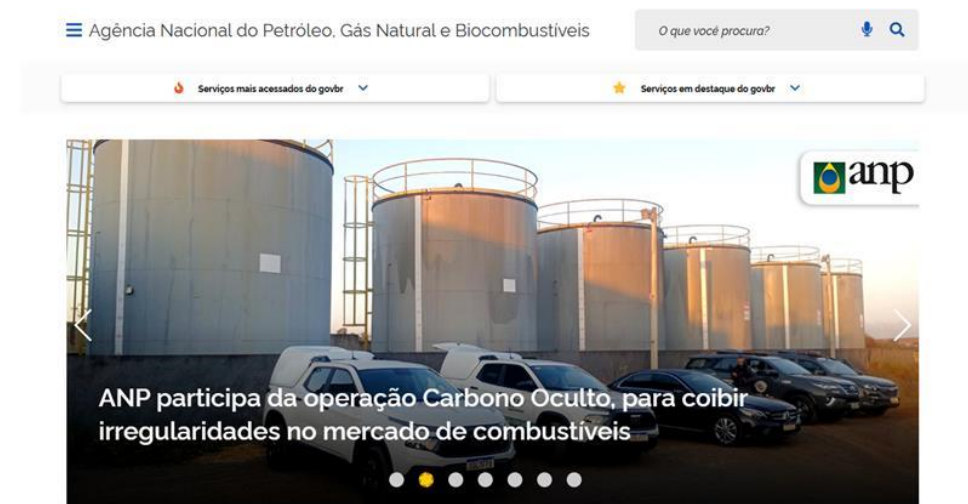 Agência Nacional do Petróleo, Gás Natural e Biocombustíveis
O que você procura?
Serviços mais acessados do govbr
Serviços em destaque do govbr
anp
ANP participa da operação Carbono Oculto, para coibir
irregularidades no mercado de combustíveis